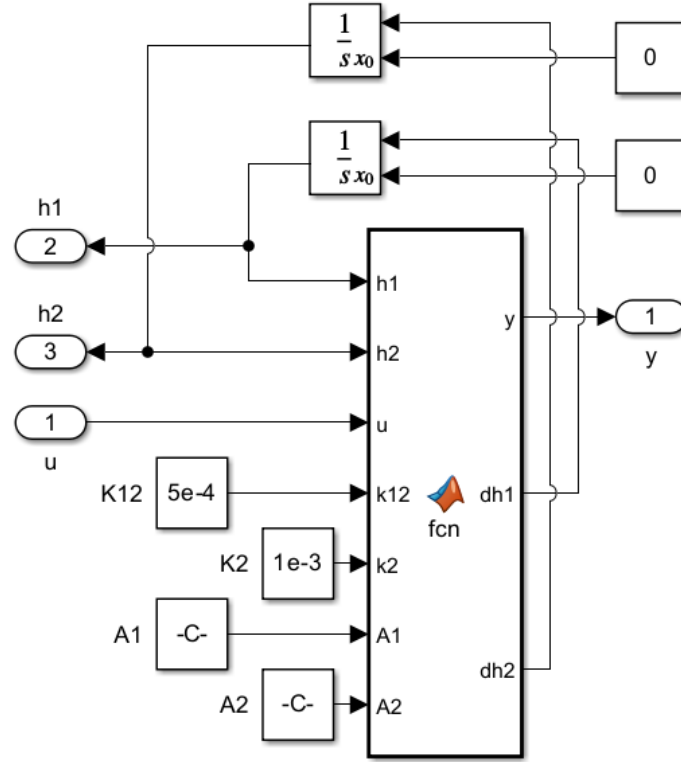 1
s x₀
0
1
s x₀
0
h1
2
h1
h2
3
h2
y
1
y
1
u
u
K12
5e-4
k12
dh1
fcn
K2
1e-3
k2
A1
-C-
A1
dh2
A2
-C-
A2